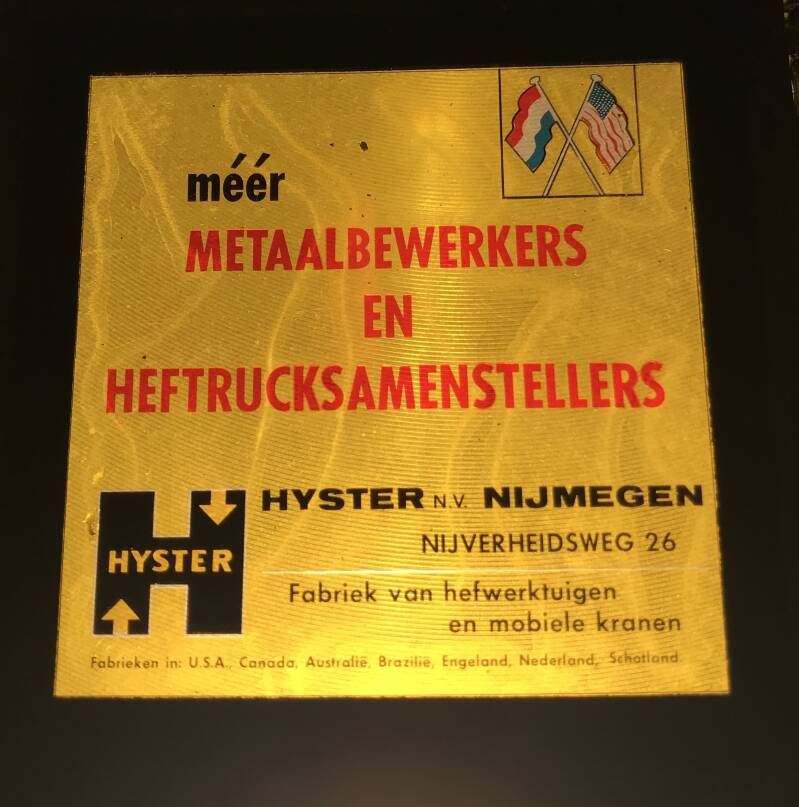 méér
METAALBEWERKERS
EN
HEFTRUCKSAMENSTELLERS
HYSTER
HYSTER N.V. NIJMEGEN
NIJVERHEIDSWEG 26
Fabriek van hefwerktuigen
en mobiele kranen
Fabrieken in: U.S.A., Canada, Australië, Brazilië, Engeland, Nederland, Schotland